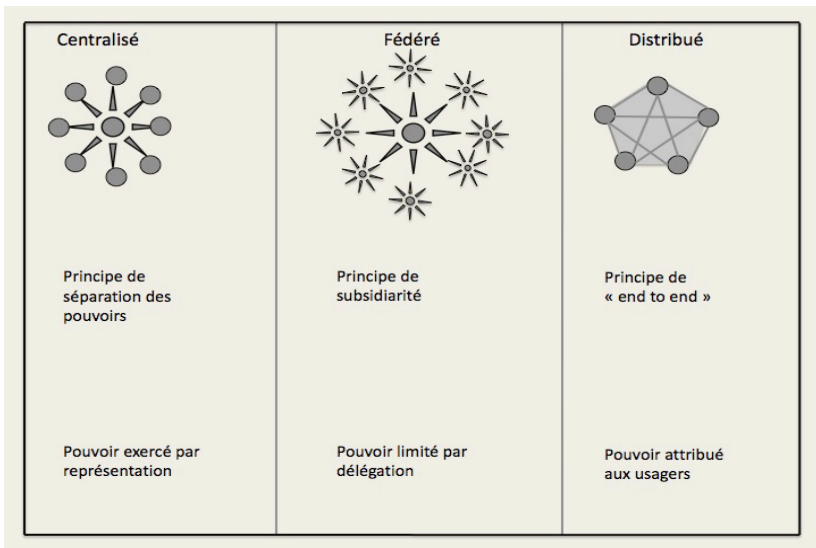 Centralisé
Fédéré
Distribué
Principe de
séparation des
pouvoirs
Principe de
subsidiarité
Principe de
« end to end »
Pouvoir exercé par
représentation
Pouvoir limité par
délégation
Pouvoir attribué
aux usagers